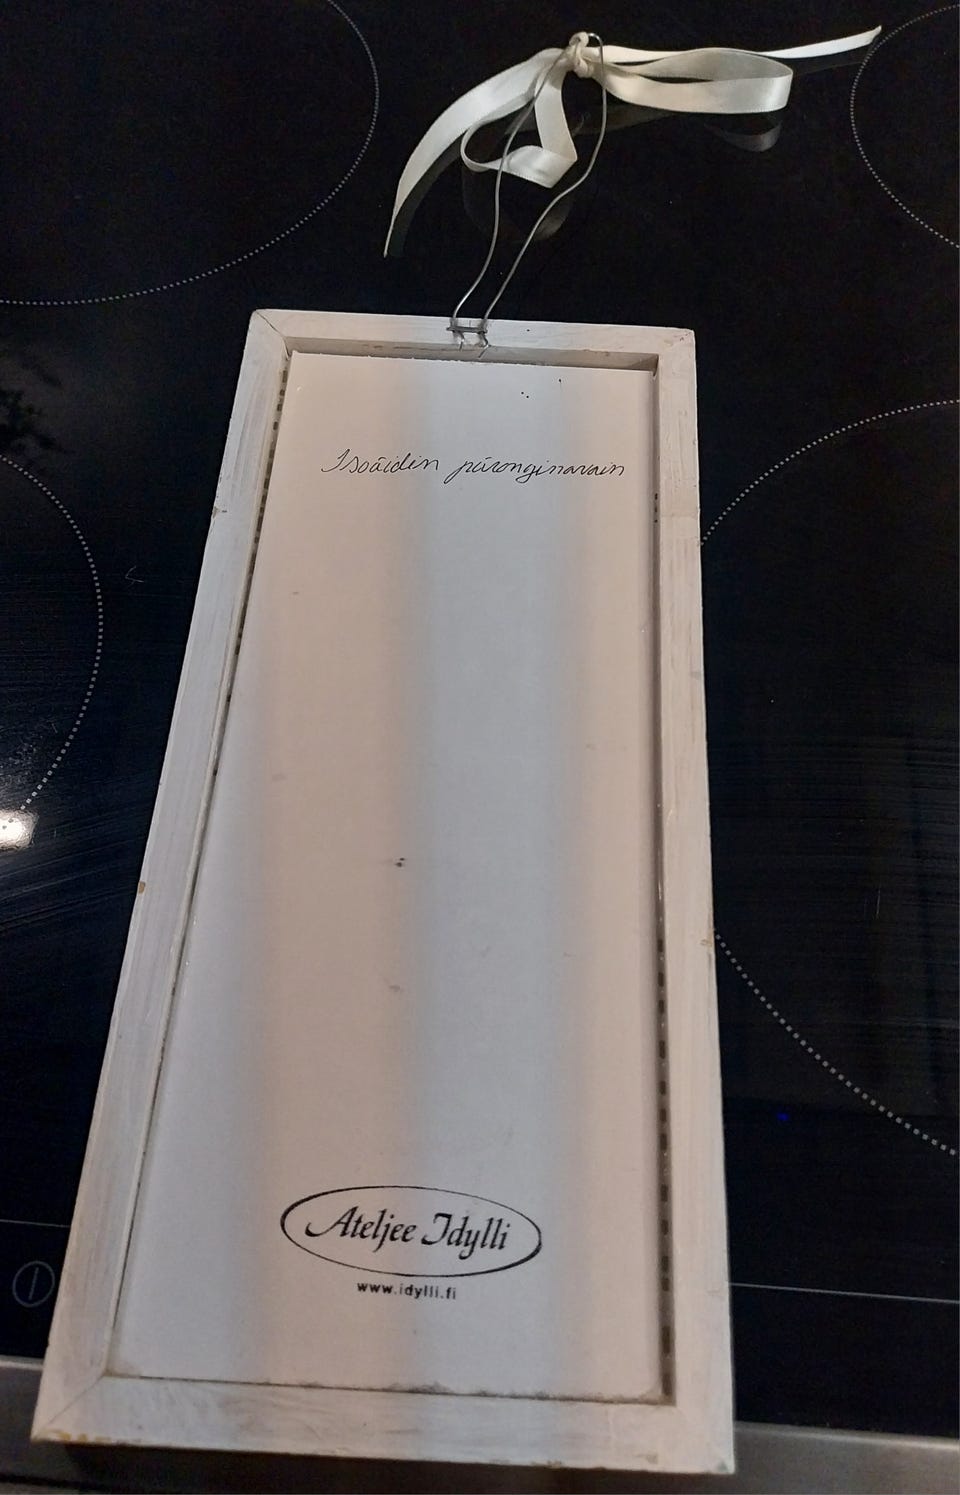 Isoäidin piironginavain
Ateljee Idylli
www.idylli.fi